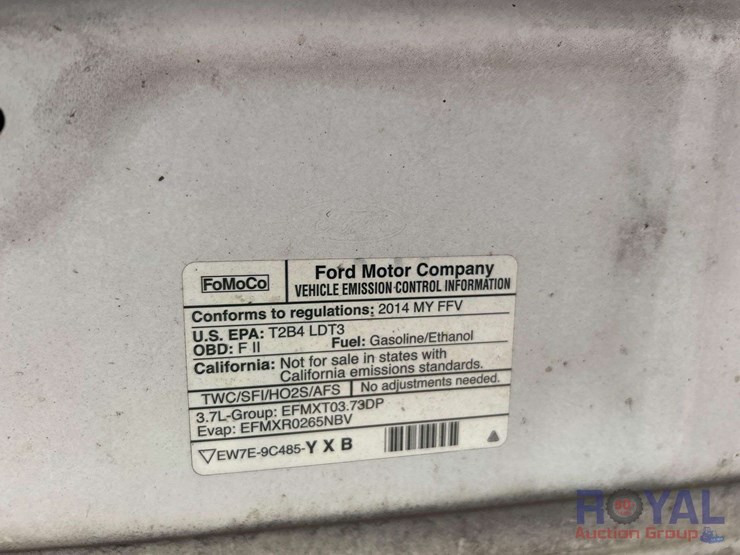 FoMoCo
Ford Motor Company
VEHICLE EMISSION CONTROL INFORMATION
Conforms to regulations: 2014 MY FFV
U.S. EPA: T2B4 LDT3
OBD: F II Fuel: Gasoline/Ethanol
California: Not for sale in states with
California emissions standards.
TWC/SFI/HO2S/AFS No adjustments needed.
3.7L-Group: EFMXT03.73DP
Evap: EFMXR0265NBV
EW7E-9C485-Y X B
ROYAL
Auction Group